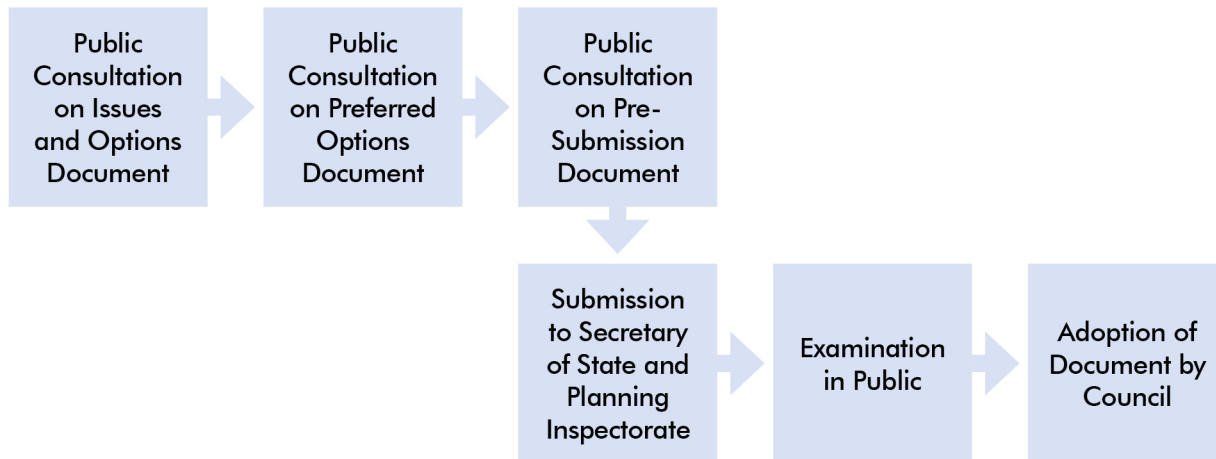 Public
Consultation
on Issues
and Options
Document
Public
Consultation
on Preferred
Options
Document
Public
Consultation
on Pre-
Submission
Document
Submission
to Secretary
of State and
Planning
Inspectorate
Examination
in Public
Adoption of
Document by
Council